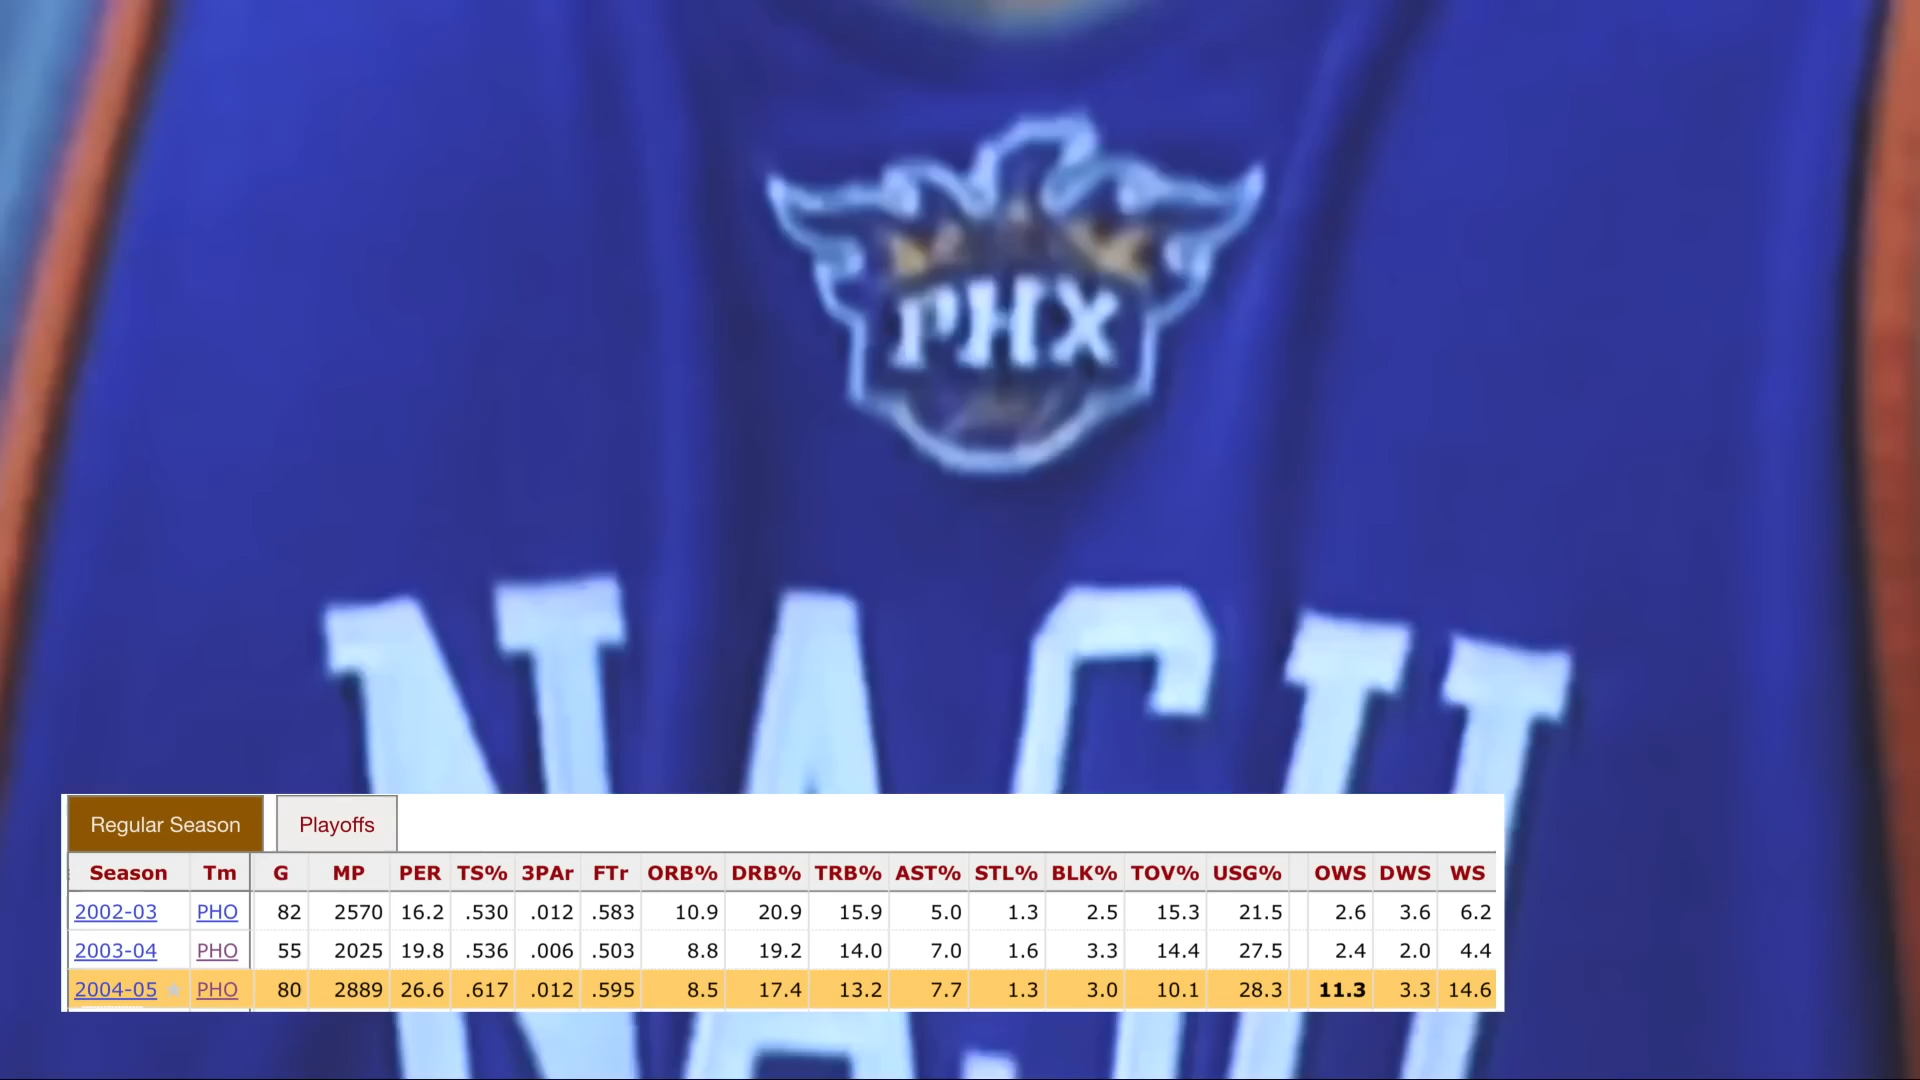 PHX
NASH
Regular Season Playoffs
Season Tm G MP PER TS% 3PAr FTr ORB% DRB% TRB% AST% STL% BLK% TOV% USG% OWS DWS WS
2002-03 PHO 82 2570 16.2 .530 .012 .583 10.9 20.9 15.9 5.0 1.3 2.5 15.3 21.5 2.6 3.6 6.2
2003-04 PHO 55 2025 19.8 .536 .006 .503 8.8 19.2 14.0 7.0 1.6 3.3 14.4 27.5 2.4 2.0 4.4
2004-05 PHO 80 2889 26.6 .617 .012 .595 8.5 17.4 13.2 7.7 1.3 3.0 10.1 28.3 11.3 3.3 14.6